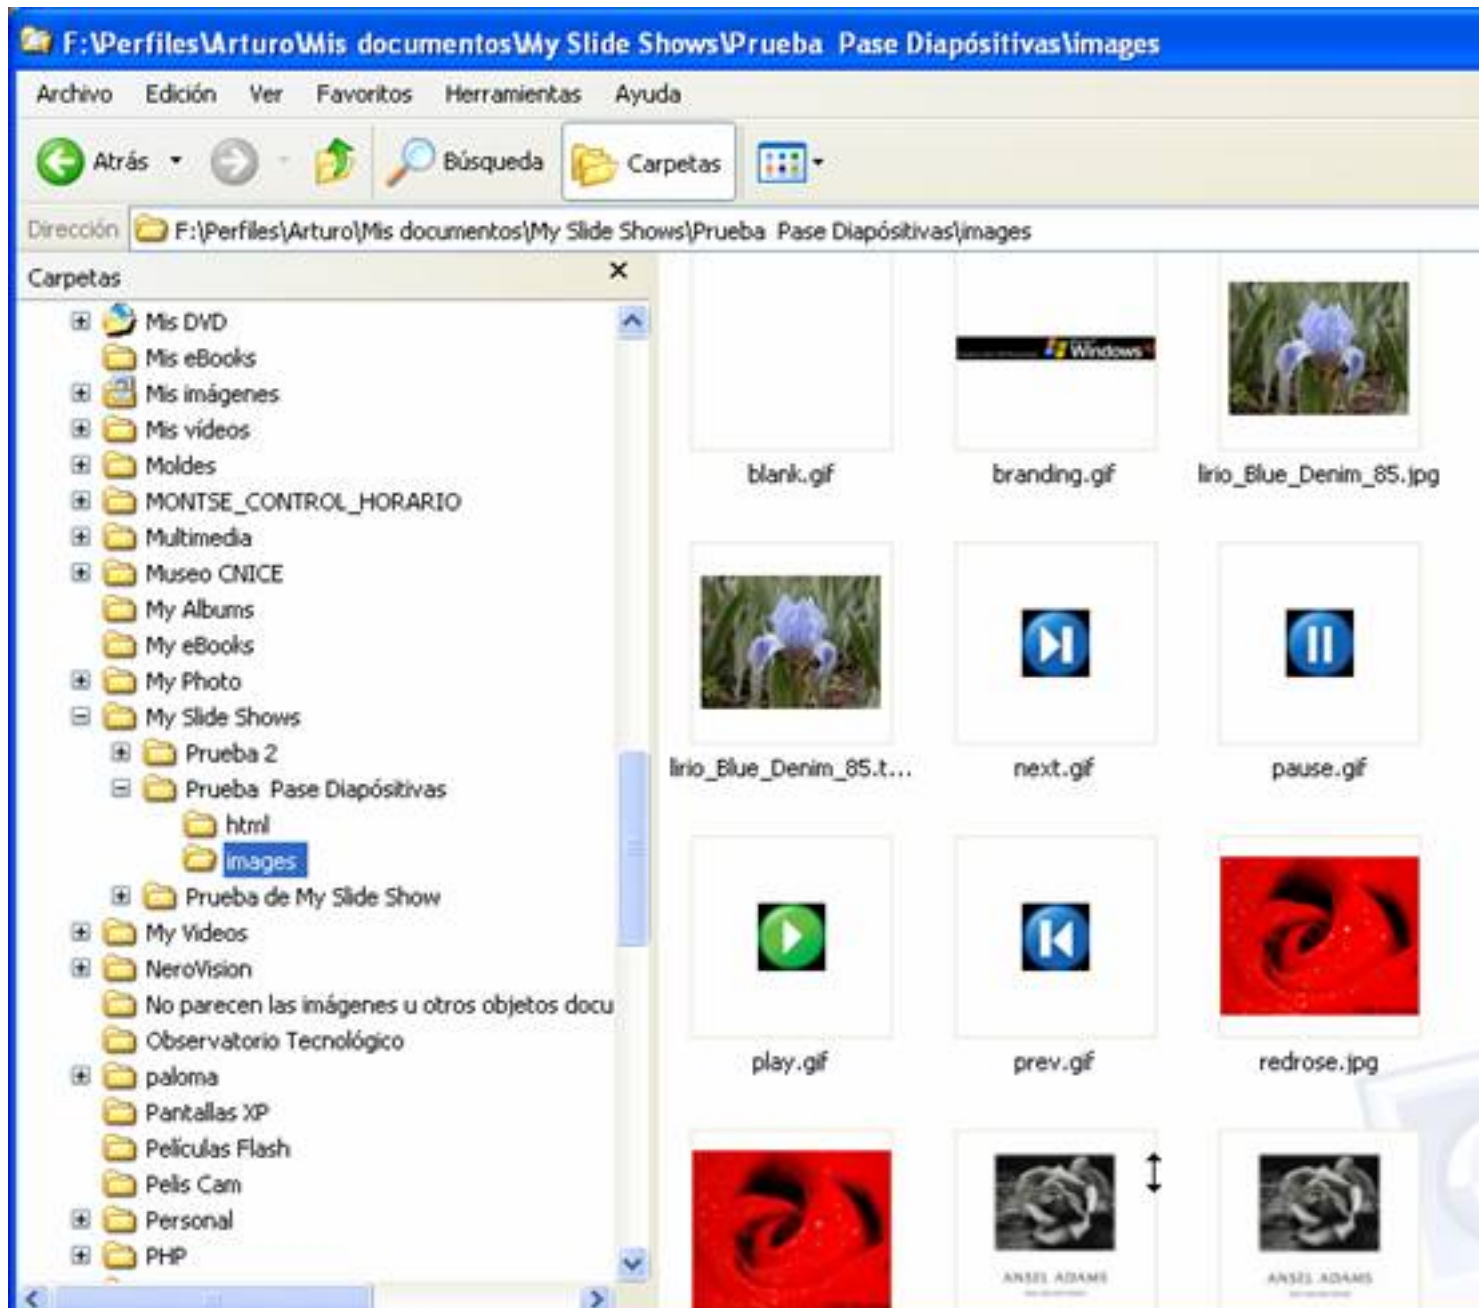 F:\Perfiles\Arturo\Mis documentos\My Slide Shows\Prueba  Pase Diapósitivas\images
Archivo Edición Ver Favoritos Herramientas Ayuda
Atrás Búsqueda Carpetas
Dirección F:\Perfiles\Arturo\Mis documentos\My Slide Shows\Prueba  Pase Diapósitivas\images
Carpetas
Mis DVD
Mis eBooks
Mis imágenes
Mis vídeos
Moldes
MONTSE_CONTROL_HORARIO
Multimedia
Museo CNICE
My Albums
My eBooks
My Photo
My Slide Shows
Prueba 2
Prueba  Pase Diapósitivas
html
images
Prueba de My Slide Show
My Videos
NeroVision
No parecen las imágenes u otros objetos docu
Observatorio Tecnológico
paloma
Pantallas XP
Películas Flash
Pelis Cam
Personal
PHP
Windows
blank.gif branding.gif lirio_Blue_Denim_85.jpg
lirio_Blue_Denim_85.t... next.gif pause.gif
play.gif prev.gif redrose.jpg
ANSEL ADAMS ANSEL ADAMS